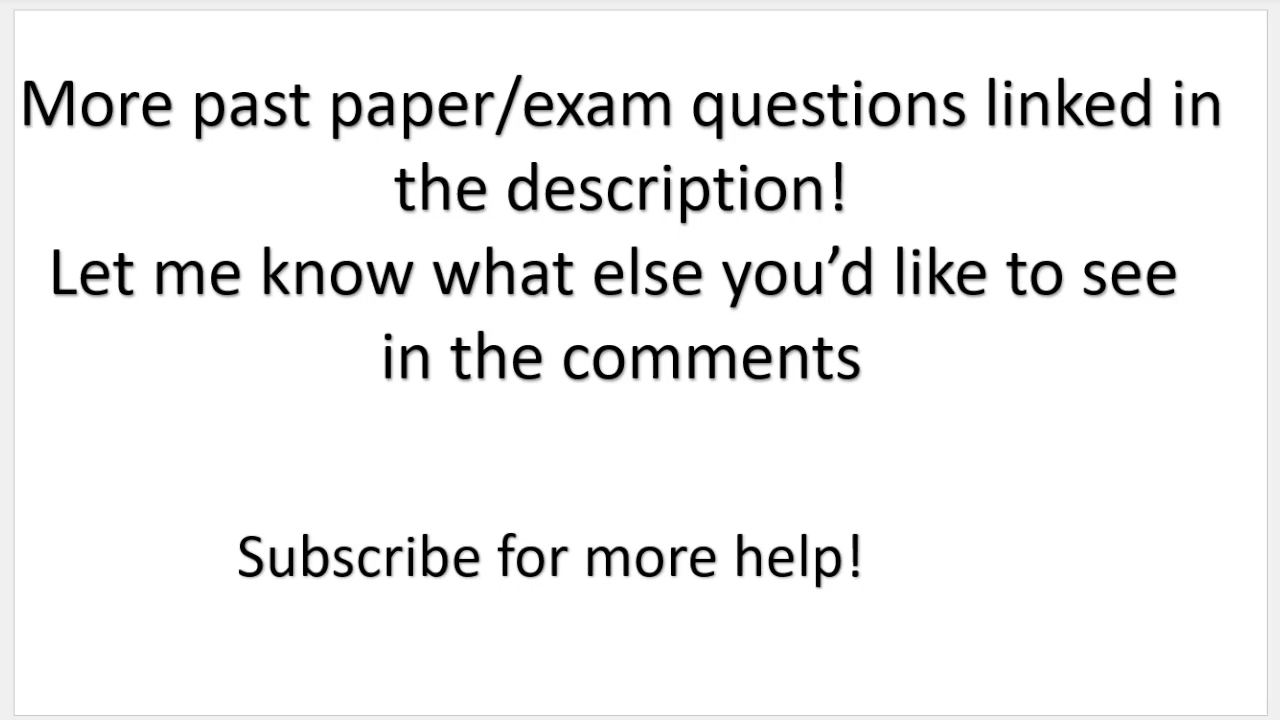 More past paper/exam questions linked in
the description!
Let me know what else you’d like to see
in the comments
Subscribe for more help!